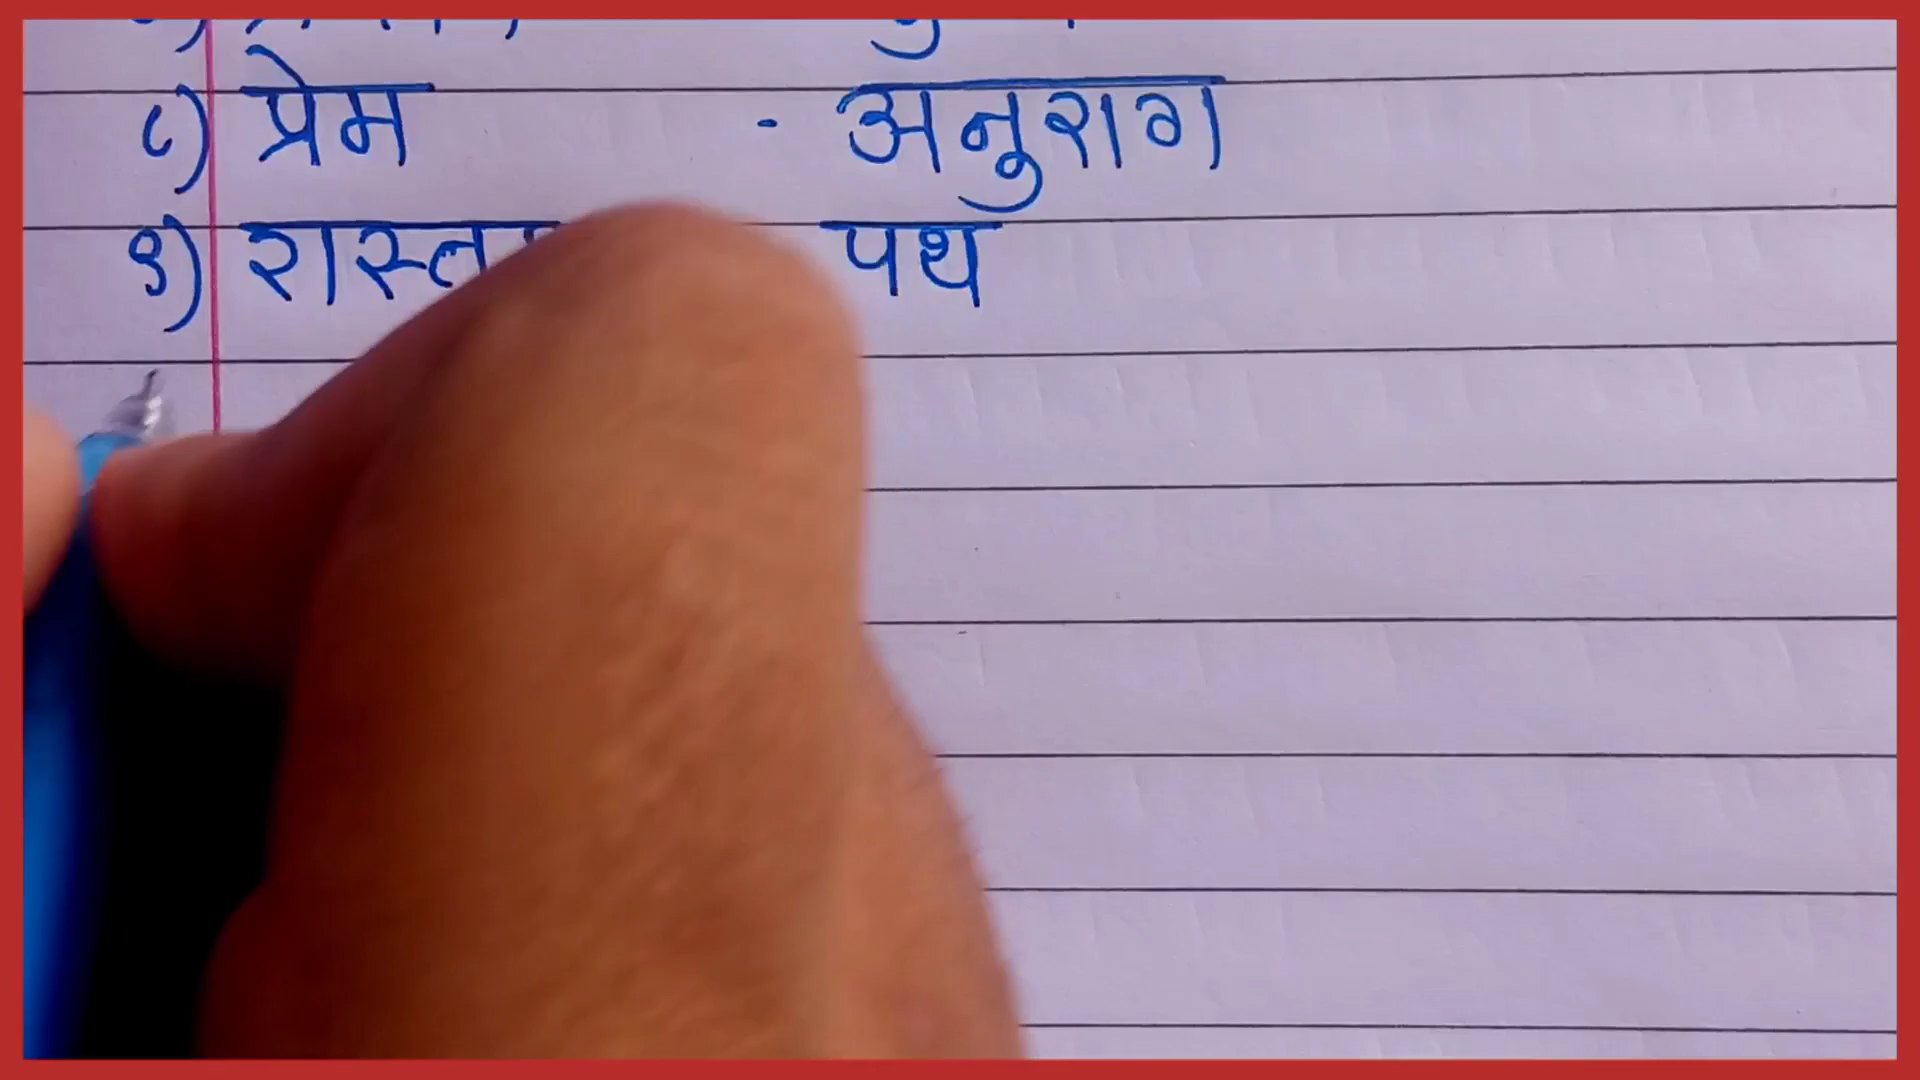 ८) प्रेम - अनुराग
९) रास्ता पथ